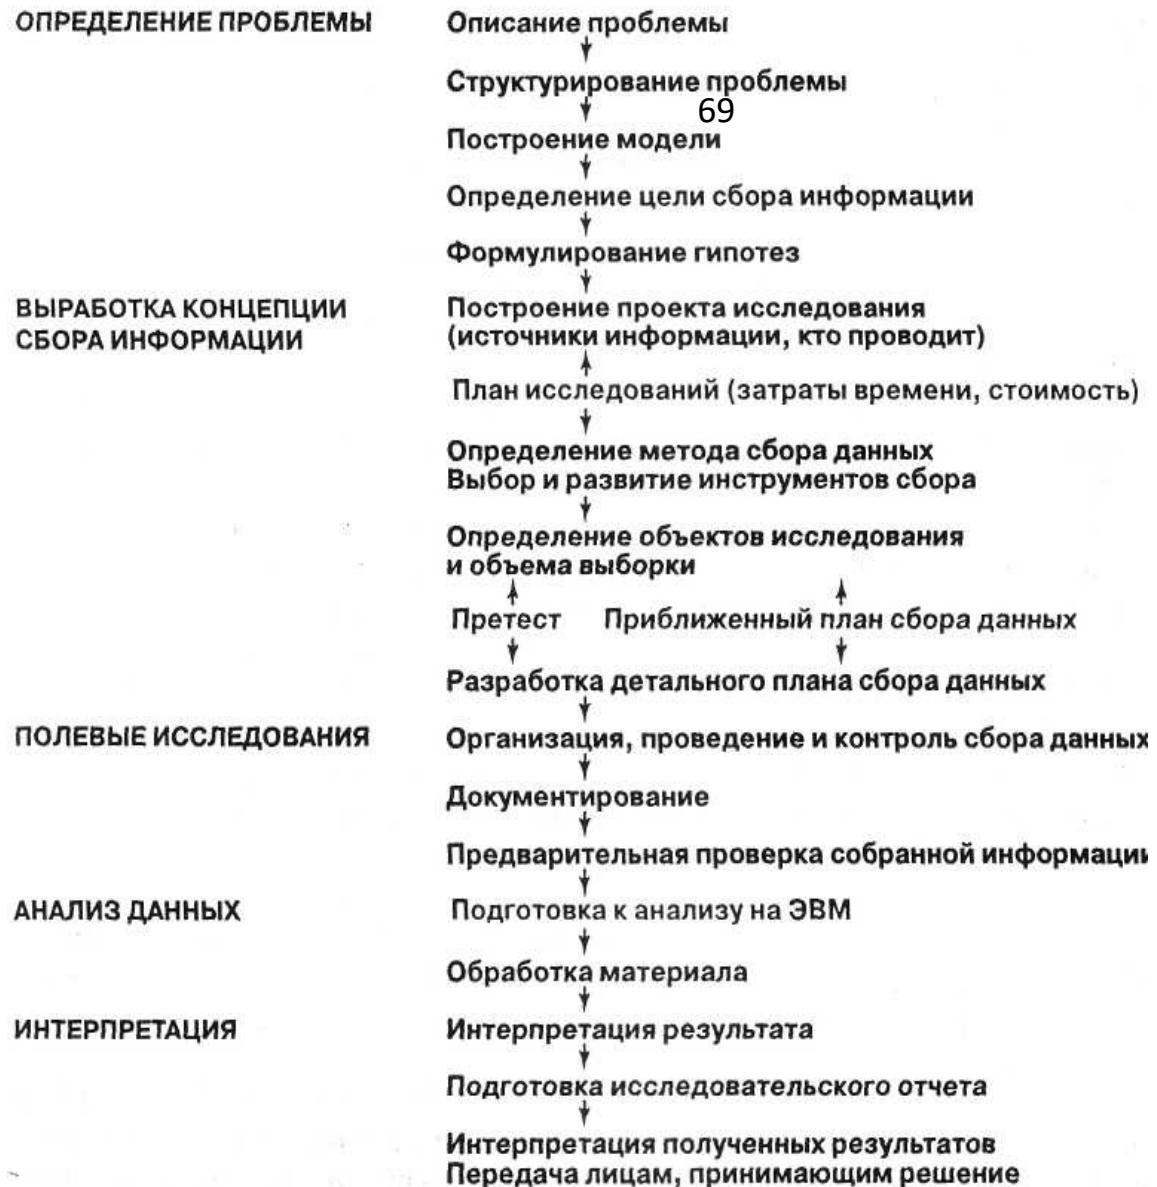 ОПРЕДЕЛЕНИЕ ПРОБЛЕМЫ
Описание проблемы
Структурирование проблемы
69
Построение модели
Определение цели сбора информации
Формулирование гипотез
ВЫРАБОТКА КОНЦЕПЦИИ
СБОРА ИНФОРМАЦИИ
Построение проекта исследования
(источники информации, кто проводит)
План исследований (затраты времени, стоимость)
Определение метода сбора данных
Выбор и развитие инструментов сбора
Определение объектов исследования
и объема выборки
Претест Приближенный план сбора данных
Разработка детального плана сбора данных
ПОЛЕВЫЕ ИССЛЕДОВАНИЯ
Организация, проведение и контроль сбора данных
Документирование
Предварительная проверка собранной информации
АНАЛИЗ ДАННЫХ
Подготовка к анализу на ЭВМ
Обработка материала
ИНТЕРПРЕТАЦИЯ
Интерпретация результата
Подготовка исследовательского отчета
Интерпретация полученных результатов
Передача лицам, принимающим решение